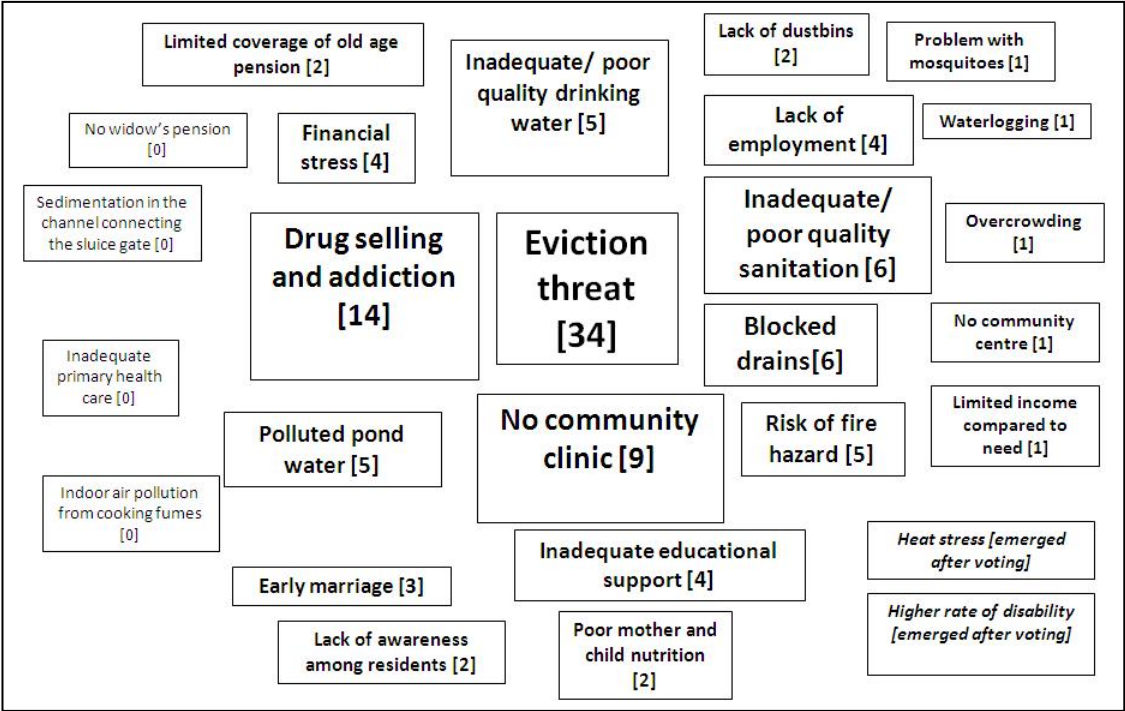 Limited coverage of old age
pension [2]
Inadequate/ poor
quality drinking
water [5]
Lack of dustbins
[2]
Problem with
mosquitoes [1]
No widow's pension
[0]
Financial
stress [4]
Lack of
employment [4]
Waterlogging [1]
Sedimentation in the
channel connecting
the sluice gate [0]
Drug selling
and addiction
[14]
Eviction
threat
[34]
Inadequate/
poor quality
sanitation [6]
Overcrowding
[1]
Blocked
drains[6]
No community
centre [1]
Inadequate
primary health
care [0]
Polluted pond
water [5]
No community
clinic [9]
Risk of fire
hazard [5]
Limited income
compared to
need [1]
Indoor air pollution
from cooking fumes
[0]
Inadequate educational
support [4]
Heat stress [emerged
after voting]
Early marriage [3]
Higher rate of disability
[emerged after voting]
Lack of awareness
among residents [2]
Poor mother and
child nutrition
[2]